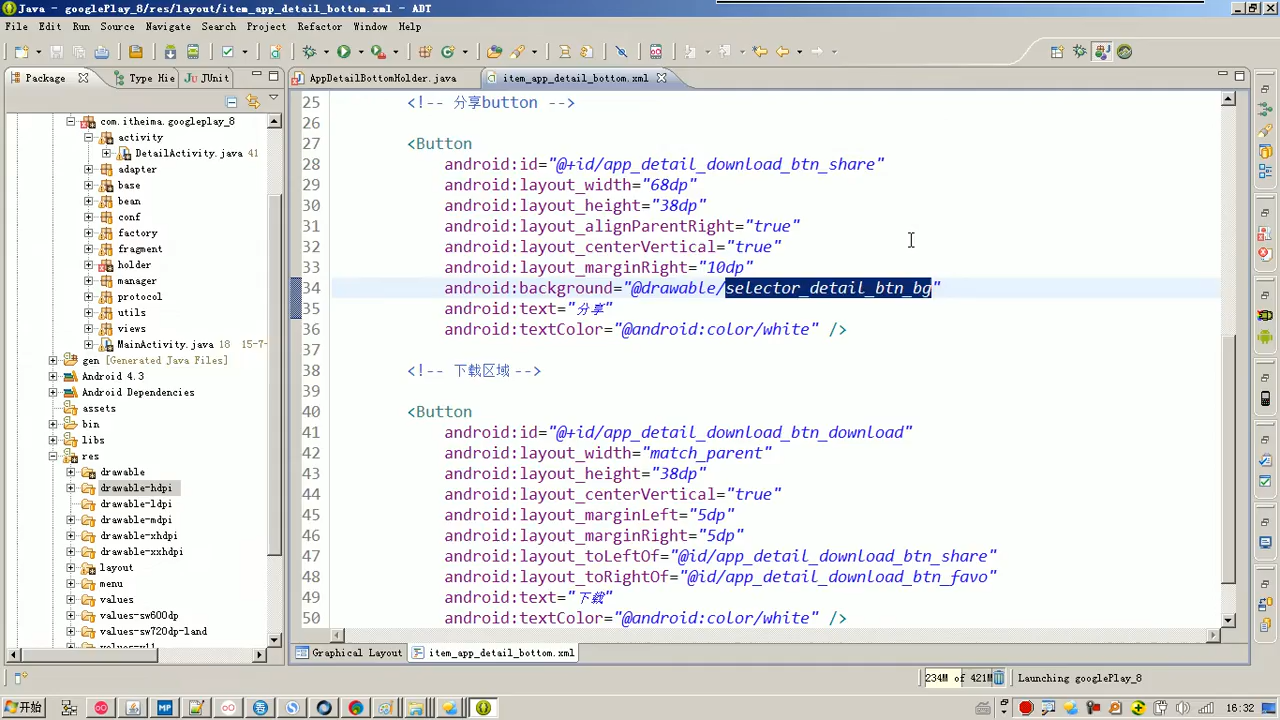 Java - googlePlay_8/res/layout/item_app_detail_bottom.xml - ADT
File Edit Run Source Navigate Search Project Refactor Window Help
Package Type Hie JUnit
AppDetailBottomHolder.java item_app_detail_bottom.xml
com.itheima.googleplay_8
activity
DetailActivity.java 41
adapter
base
bean
conf
factory
fragment
holder
manager
protocol
utils
views
MainActivity.java 18 15-7-
gen [Generated Java Files]
Android 4.3
Android Dependencies
assets
bin
libs
res
drawable
drawable-hdpi
drawable-ldpi
drawable-mdpi
drawable-xhdpi
drawable-xxhdpi
layout
menu
values
values-sw600dp
values-sw720dp-land
values-v11
25 <!-- 分享button -->
26
27 <Button
28 android:id="@+id/app_detail_download_btn_share"
29 android:layout_width="68dp"
30 android:layout_height="38dp"
31 android:layout_alignParentRight="true"
32 android:layout_centerVertical="true"
33 android:layout_marginRight="10dp"
34 android:background="@drawable/selector_detail_btn_bg"
35 android:text="分享"
36 android:textColor="@android:color/white" />
37
38 <!-- 下载区域 -->
39
40 <Button
41 android:id="@+id/app_detail_download_btn_download"
42 android:layout_width="match_parent"
43 android:layout_height="38dp"
44 android:layout_centerVertical="true"
45 android:layout_marginLeft="5dp"
46 android:layout_marginRight="5dp"
47 android:layout_toLeftOf="@id/app_detail_download_btn_share"
48 android:layout_toRightOf="@id/app_detail_download_btn_favo"
49 android:text="下载"
50 android:textColor="@android:color/white" />
Graphical Layout item_app_detail_bottom.xml
234M of 421M Launching googlePlay_8
开始 16:32